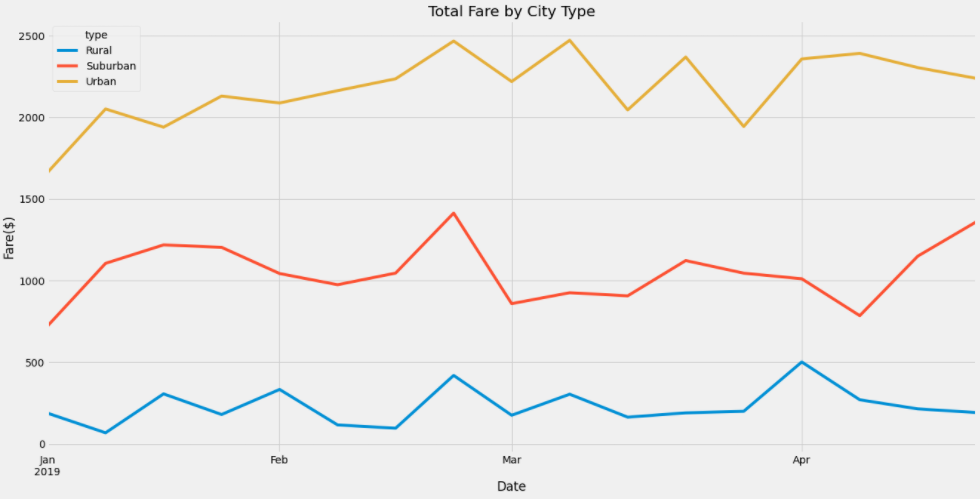 Total Fare by City Type
type
Rural
Suburban
Urban
Fare($)
2500
2000
1500
1000
500
0
Jan Feb Mar Apr
2019
Date